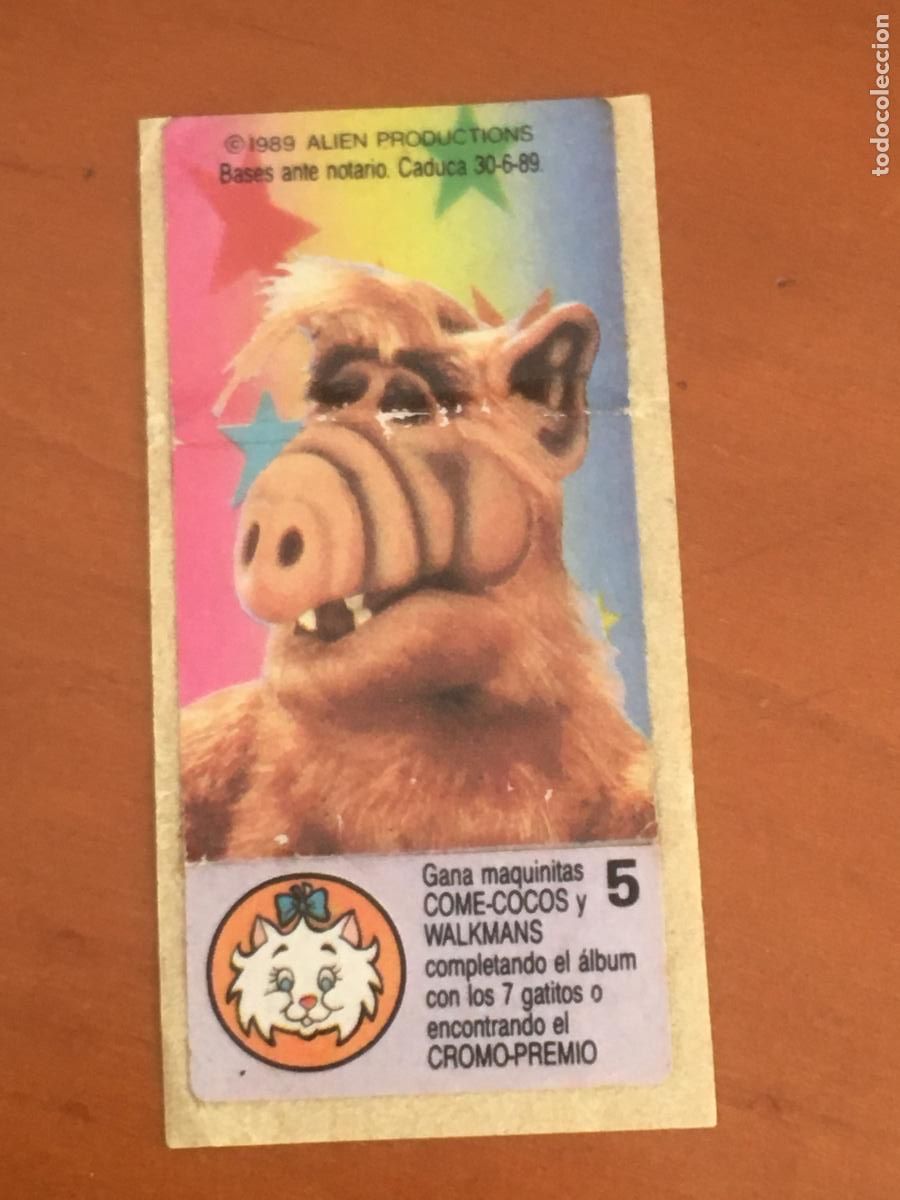 ©1989 ALIEN PRODUCTIONS
Bases ante notario. Caduca 30-6-89.
Gana maquinitas 5
COME-COCOS y
WALKMANS
completando el álbum
con los 7 gatitos o
encontrando el
CROMO-PREMIO
todocoleccion